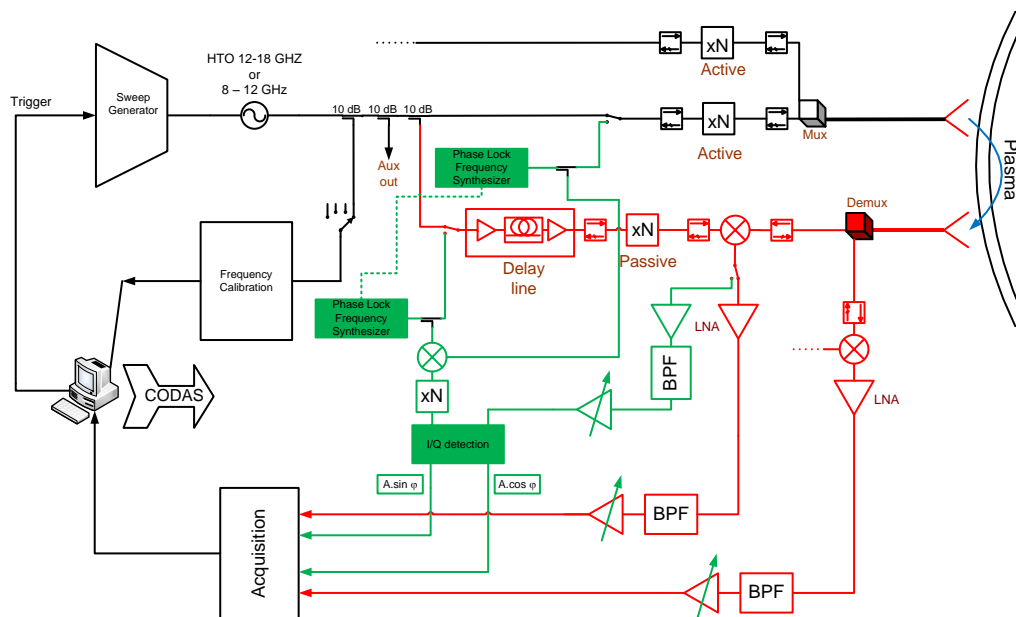 HTO 12-18 GHZ
or
8 – 12 GHz
Trigger
Sweep
Generator
10 dB
10 dB
10 dB
Aux
out
xN
Active
xN
Active
Mux
Plasma
Phase Lock
Frequency
Synthesizer
Demux
Delay
line
xN
Passive
Frequency
Calibration
Phase Lock
Frequency
Synthesizer
LNA
BPF
LNA
CODAS
xN
I/Q detection
A.sin φ
A.cos φ
BPF
Acquisition
BPF